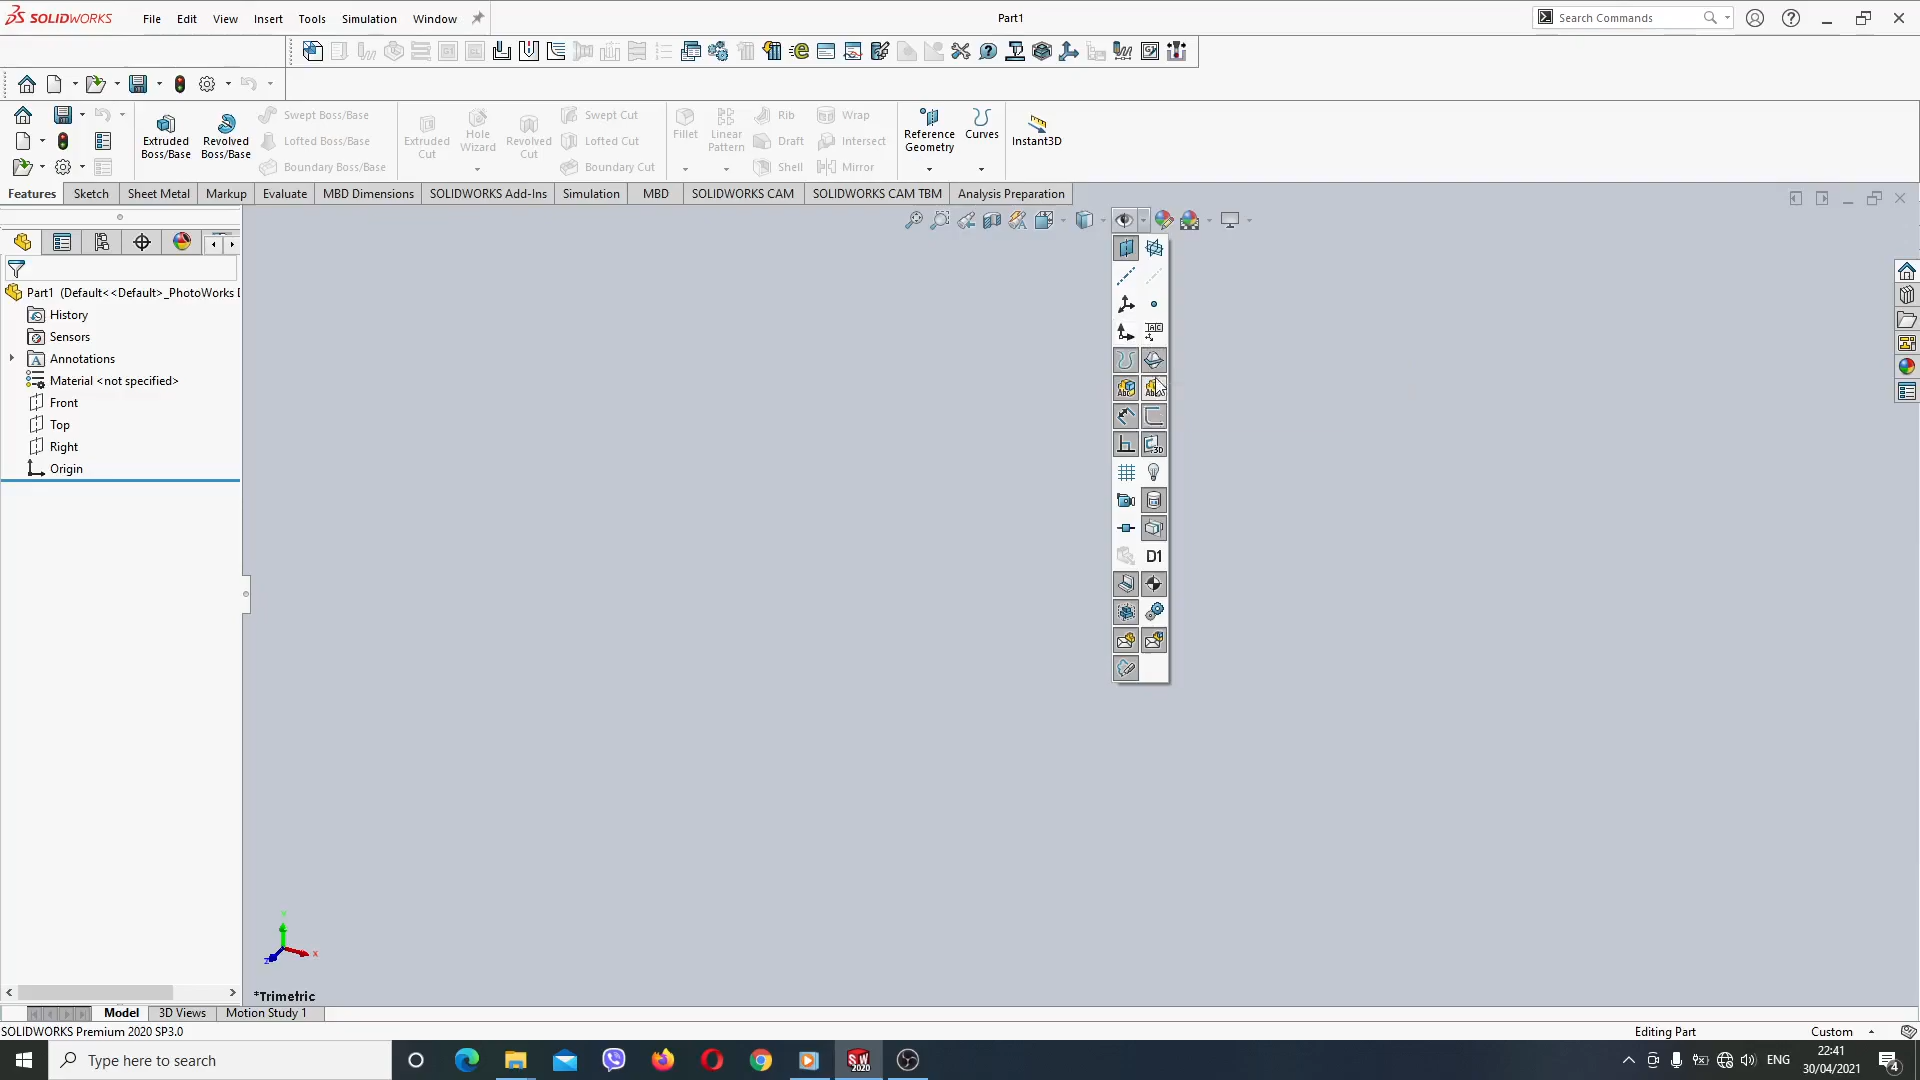 SOLIDWORKS
File Edit View Insert Tools Simulation Window
Part1
Search Commands
Extruded Boss/Base
Revolved Boss/Base
Swept Boss/Base
Lofted Boss/Base
Boundary Boss/Base
Extruded Cut
Hole Wizard
Revolved Cut
Swept Cut
Lofted Cut
Boundary Cut
Fillet
Linear Pattern
Rib
Draft
Shell
Wrap
Intersect
Mirror
Reference Geometry
Curves
Instant3D
Features Sketch Sheet Metal Markup Evaluate MBD Dimensions SOLIDWORKS Add-Ins Simulation MBD SOLIDWORKS CAM SOLIDWORKS CAM TBM Analysis Preparation
Part1 (Default<<Default>_PhotoWorks
History
Sensors
Annotations
Material <not specified>
Front
Top
Right
Origin
D1
Y
X
Z
*Trimetric
Model 3D Views Motion Study 1
SOLIDWORKS Premium 2020 SP3.0
Editing Part
Custom
Type here to search
SW 2020
ENG
22:41
30/04/2021
4